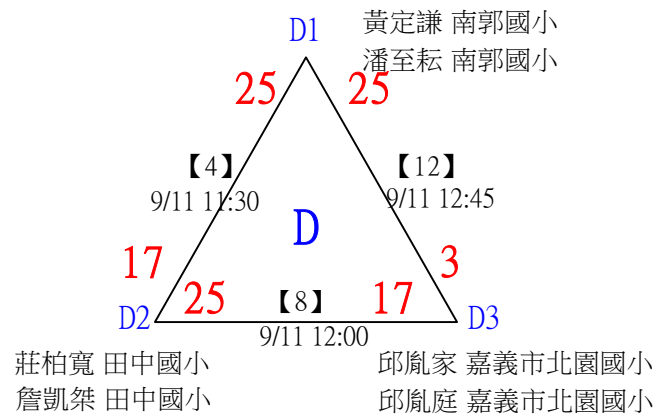 D1
黃定謙 南郭國小
潘至耘 南郭國小
25
25
【4】
9/11 11:30
【12】
9/11 12:45
D
17
3
25
【8】
17
D2
9/11 12:00
D3
莊柏寬 田中國小
詹凱桀 田中國小
邱胤家 嘉義市北園國小
邱胤庭 嘉義市北園國小